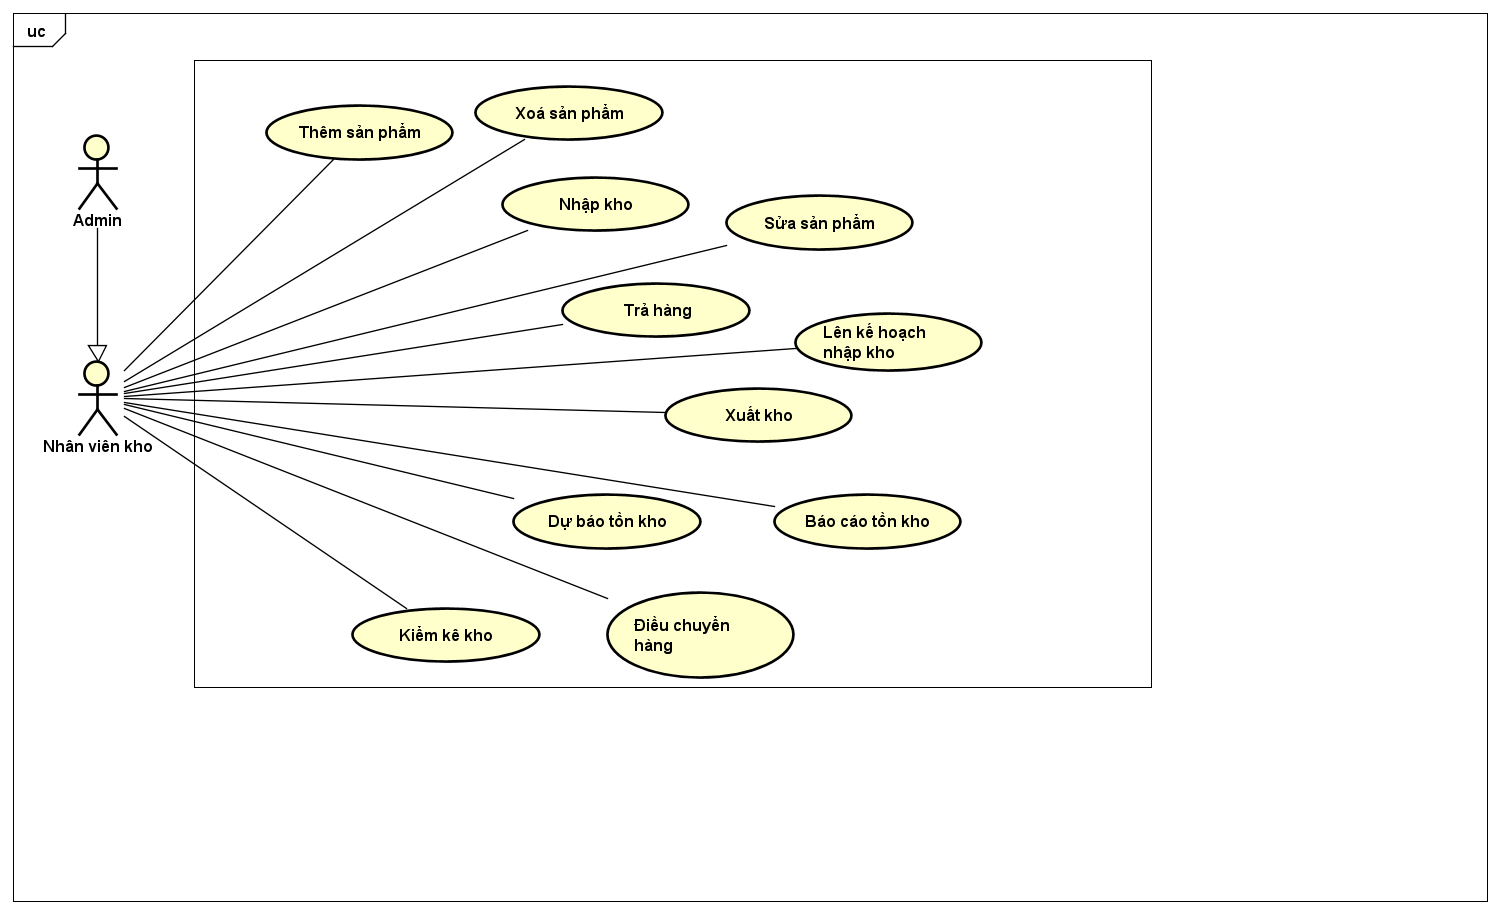 uc
Thêm sản phẩm
Xoá sản phẩm
Nhập kho
Sửa sản phẩm
Admin
Trả hàng
Lên kế hoạch
nhập kho
Xuất kho
Nhân viên kho
Dự báo tồn kho
Báo cáo tồn kho
Kiểm kê kho
Điều chuyển
hàng